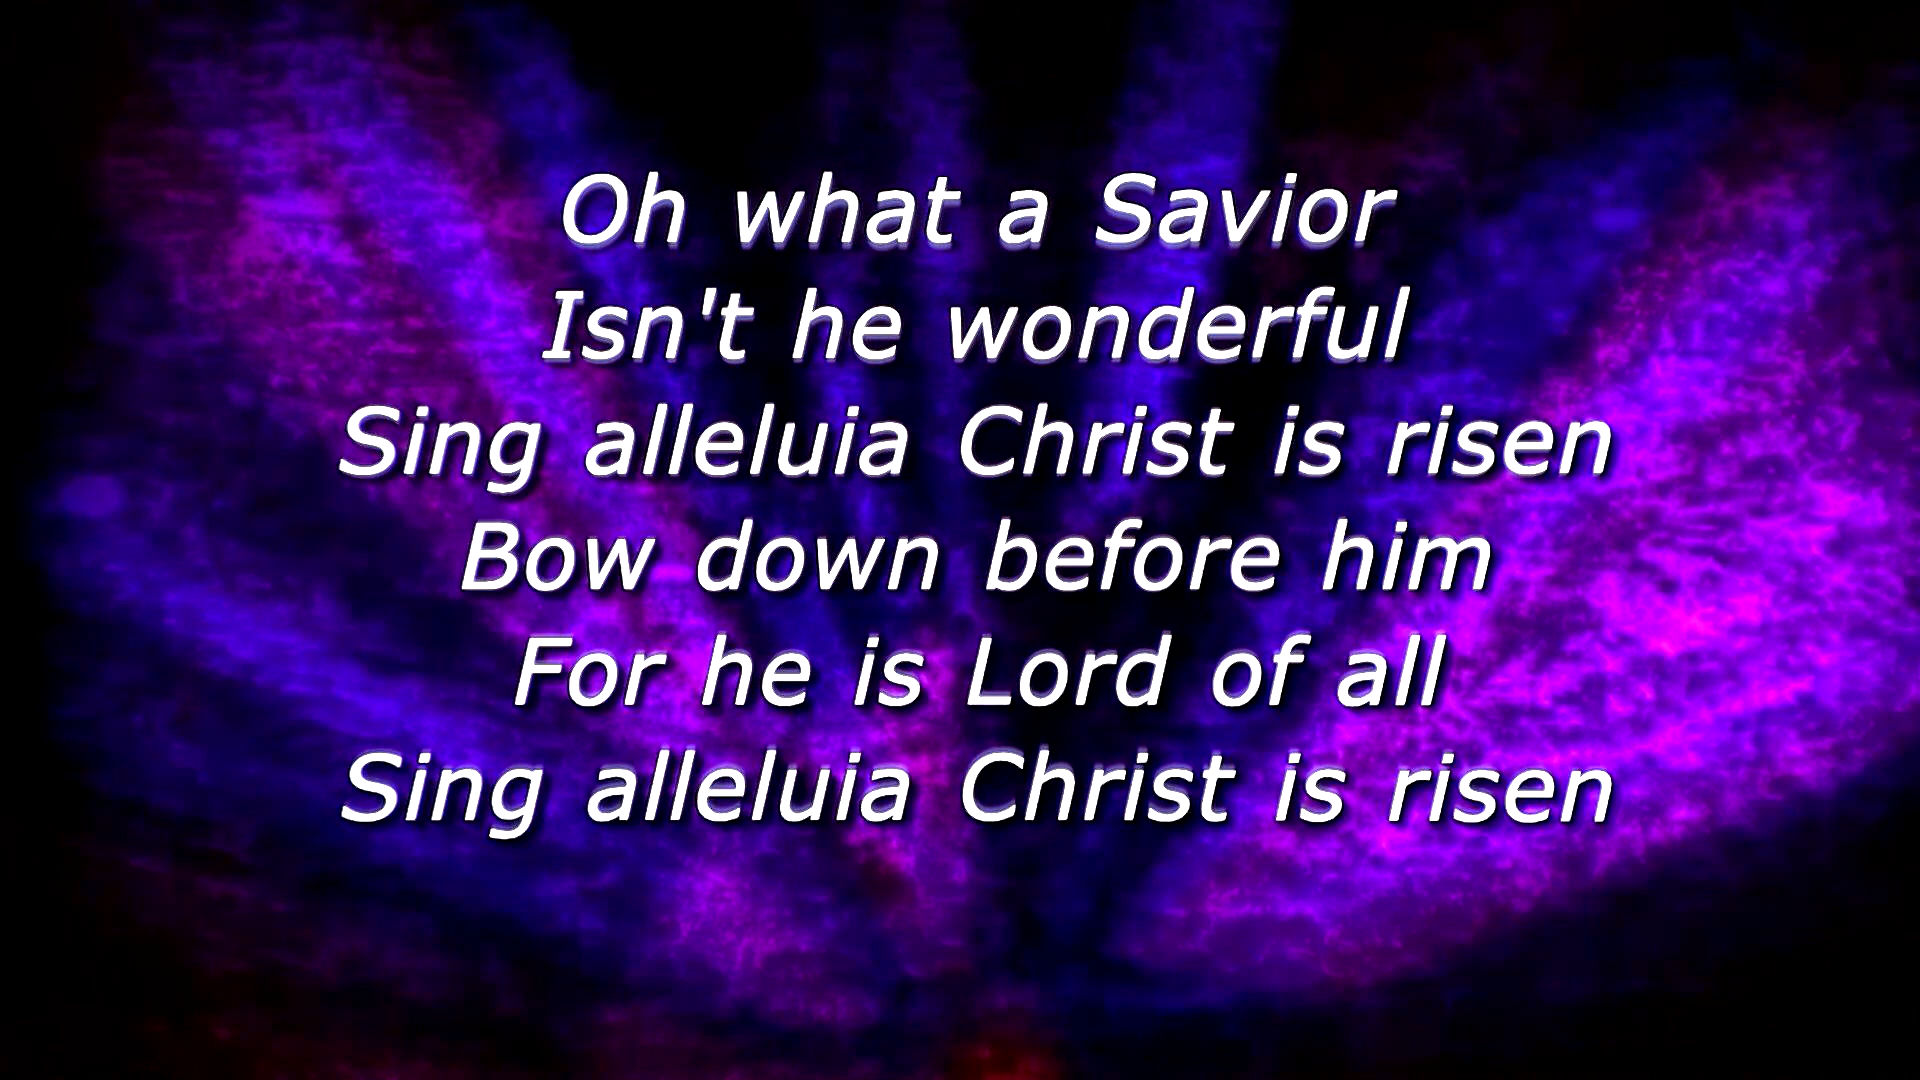 Oh what a Savior
Isn't he wonderful
Sing alleluia Christ is risen
Bow down before him
For he is Lord of all
Sing alleluia Christ is risen